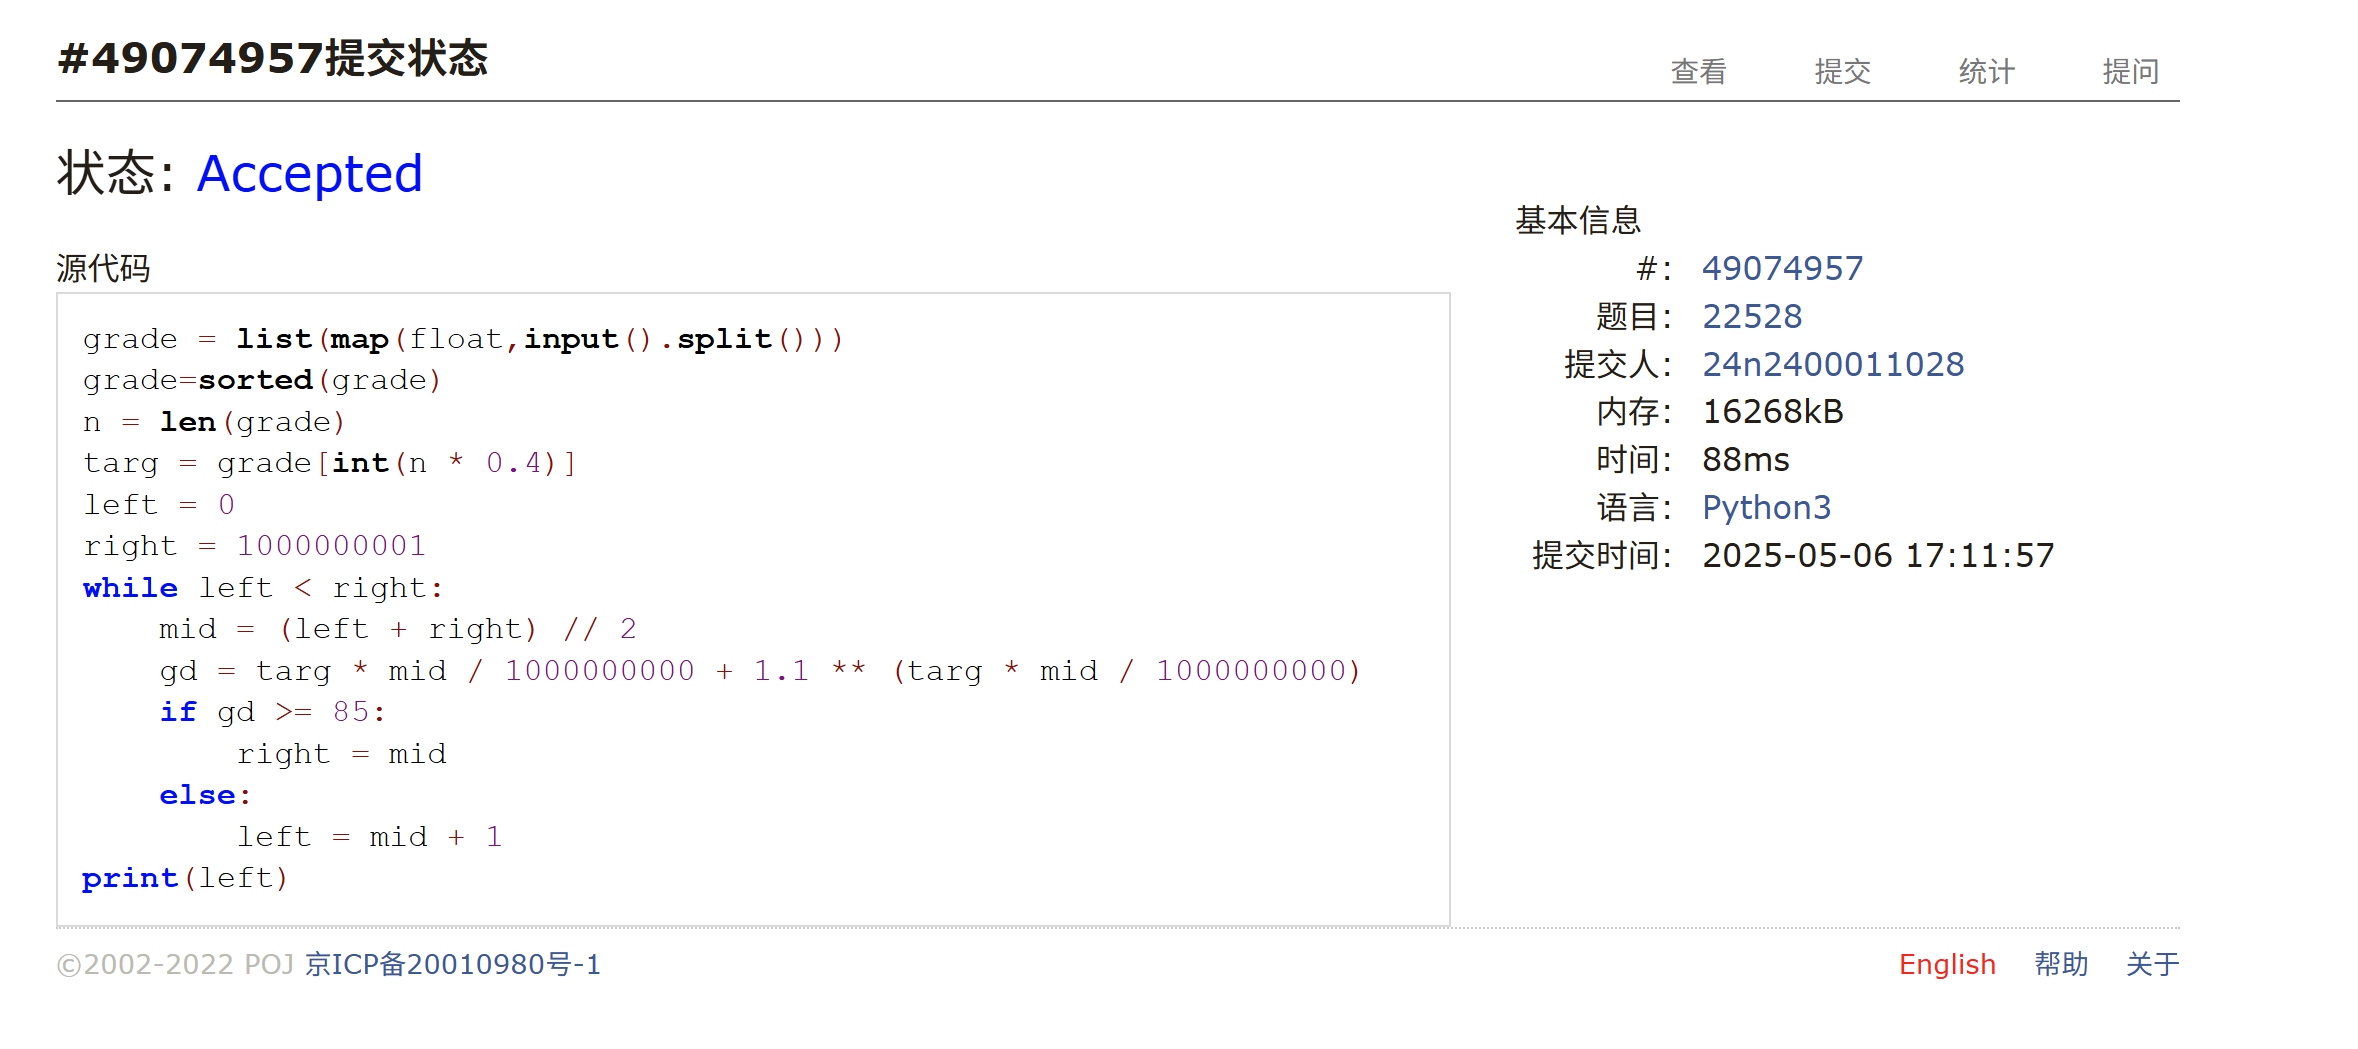 #49074957提交状态
查看 提交 统计 提问
状态: Accepted
源代码
grade = list(map(float,input().split()))
grade=sorted(grade)
n = len(grade)
targ = grade[int(n * 0.4)]
left = 0
right = 1000000001
while left < right:
    mid = (left + right) // 2
    gd = targ * mid / 1000000000 + 1.1 ** (targ * mid / 1000000000)
    if gd >= 85:
        right = mid
    else:
        left = mid + 1
print(left)
基本信息
#: 49074957
题目: 22528
提交人: 24n2400011028
内存: 16268kB
时间: 88ms
语言: Python3
提交时间: 2025-05-06 17:11:57
©2002-2022 POJ 京ICP备20010980号-1
English 帮助 关于